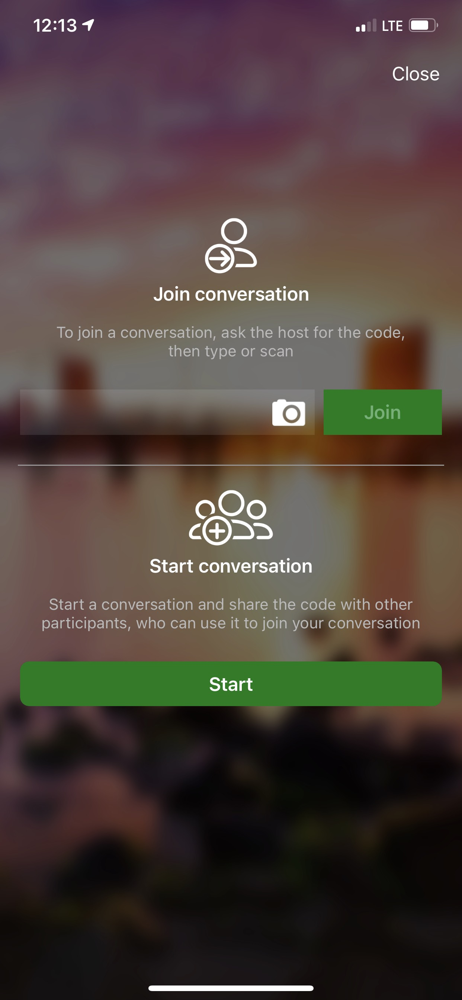 12:13
LTE
Close
Join conversation
To join a conversation, ask the host for the code,
then type or scan
Join
Start conversation
Start a conversation and share the code with other
participants, who can use it to join your conversation
Start